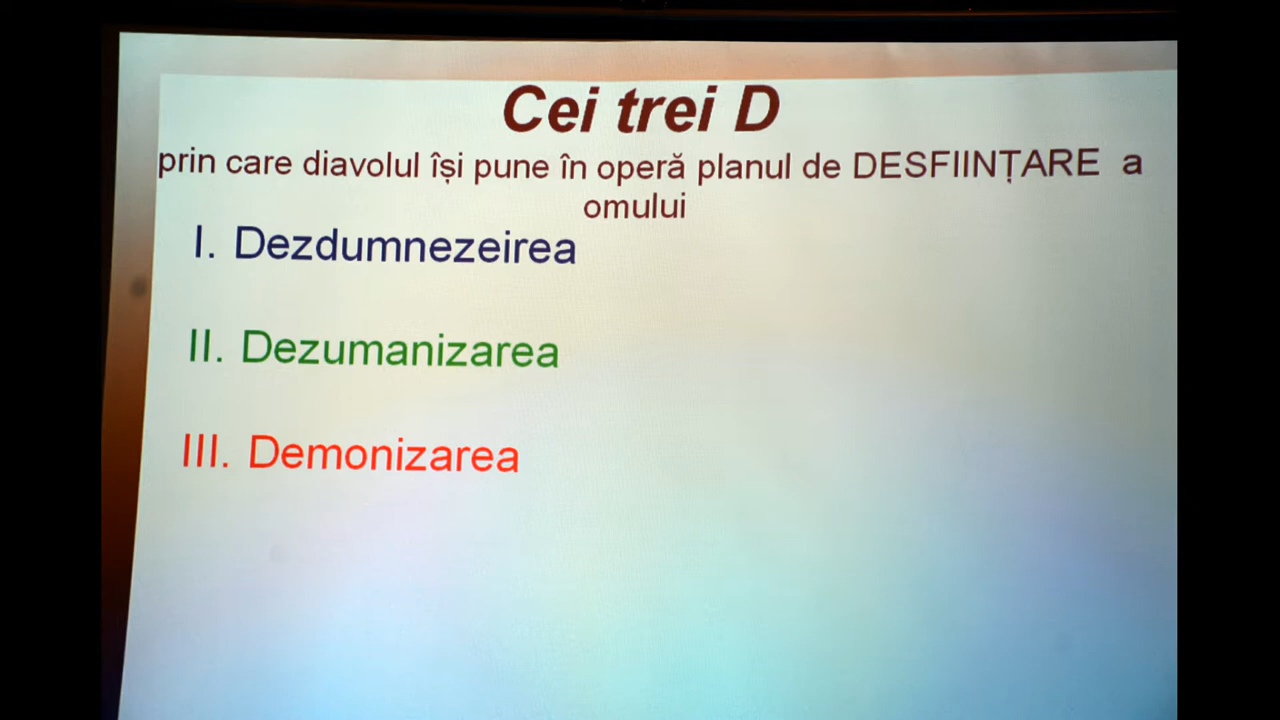 Cei trei D
prin care diavolul își pune în operă planul de DESFIINȚARE a
omului
I. Dezdumnezeirea
II. Dezumanizarea
III. Demonizarea